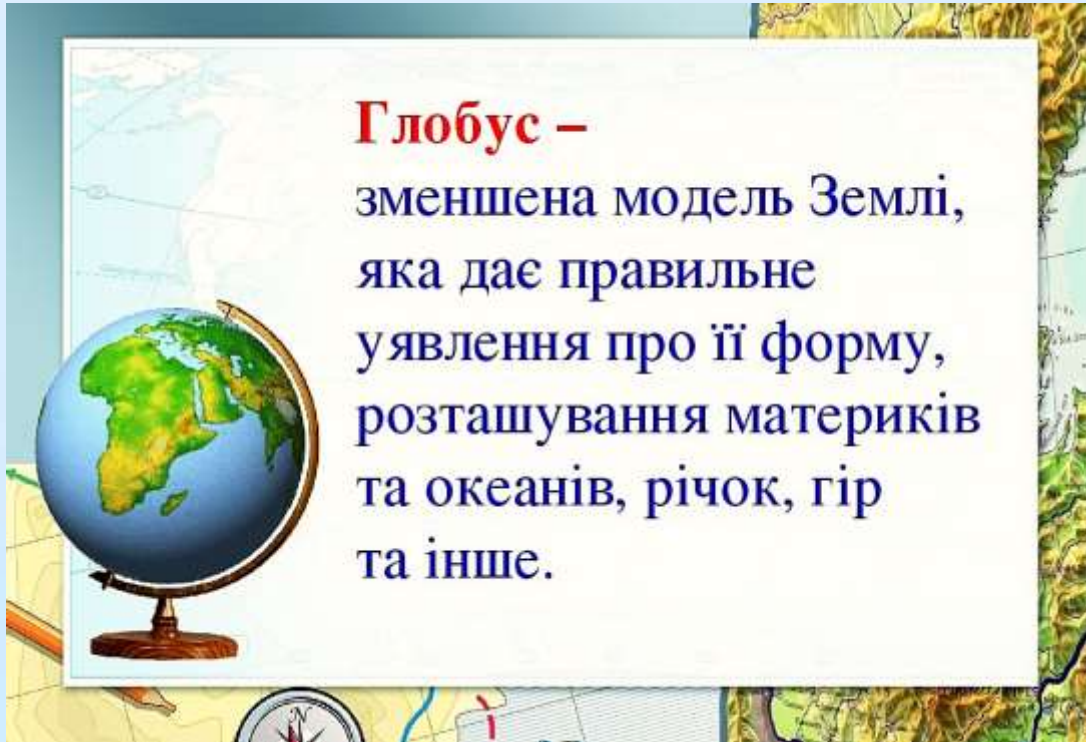 Глобус –
зменшена модель Землі,
яка дає правильне
уявлення про її форму,
розташування материків
та океанів, річок, гір
та інше.
N